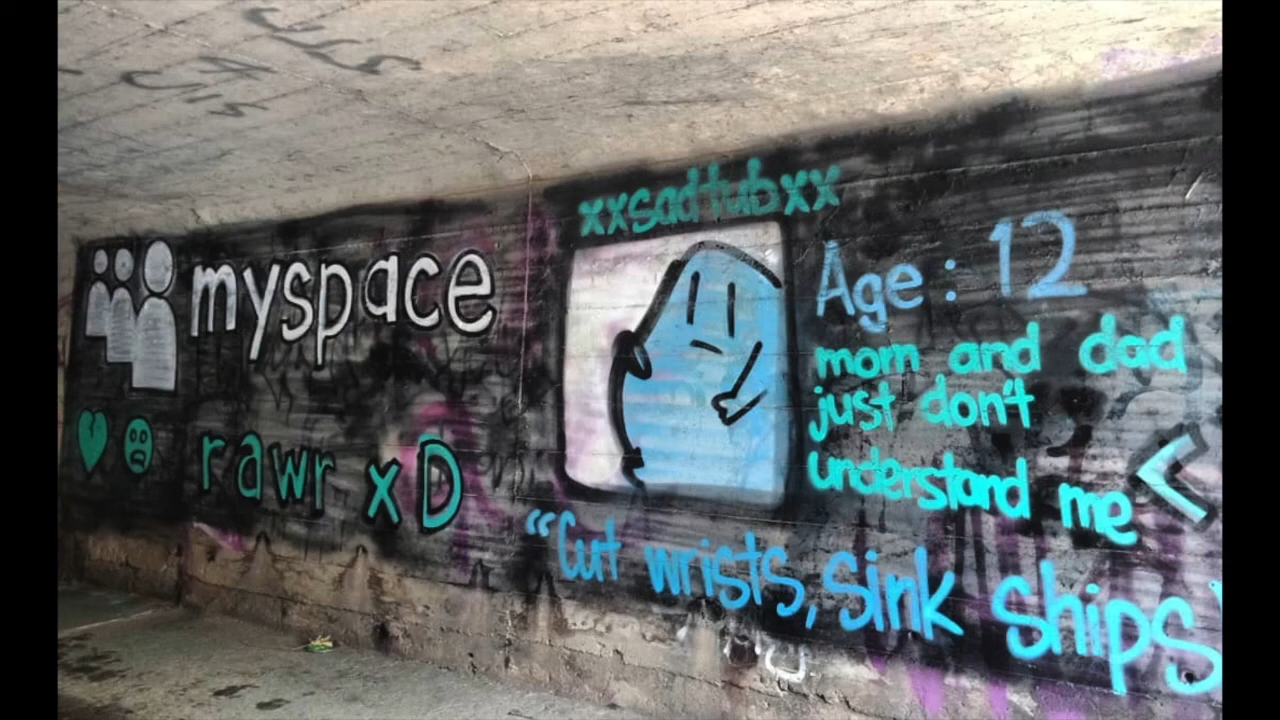 myspace
rawr xD
xxsadtubxx
Age: 12
mom and dad
just don't
understand me
<
"Cut wrists, sink ships"